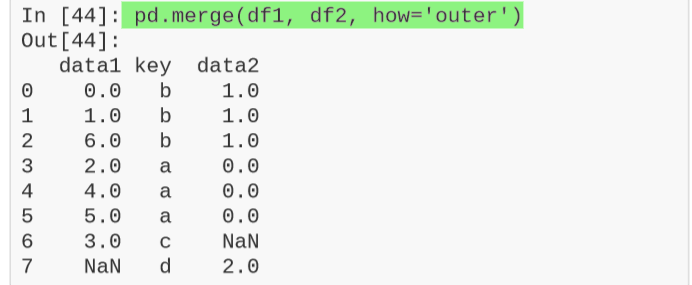 In [44]: pd.merge(df1, df2, how='outer')
Out[44]:
   data1 key  data2
0    0.0   b    1.0
1    1.0   b    1.0
2    6.0   b    1.0
3    2.0   a    0.0
4    4.0   a    0.0
5    5.0   a    0.0
6    3.0   c    NaN
7    NaN   d    2.0